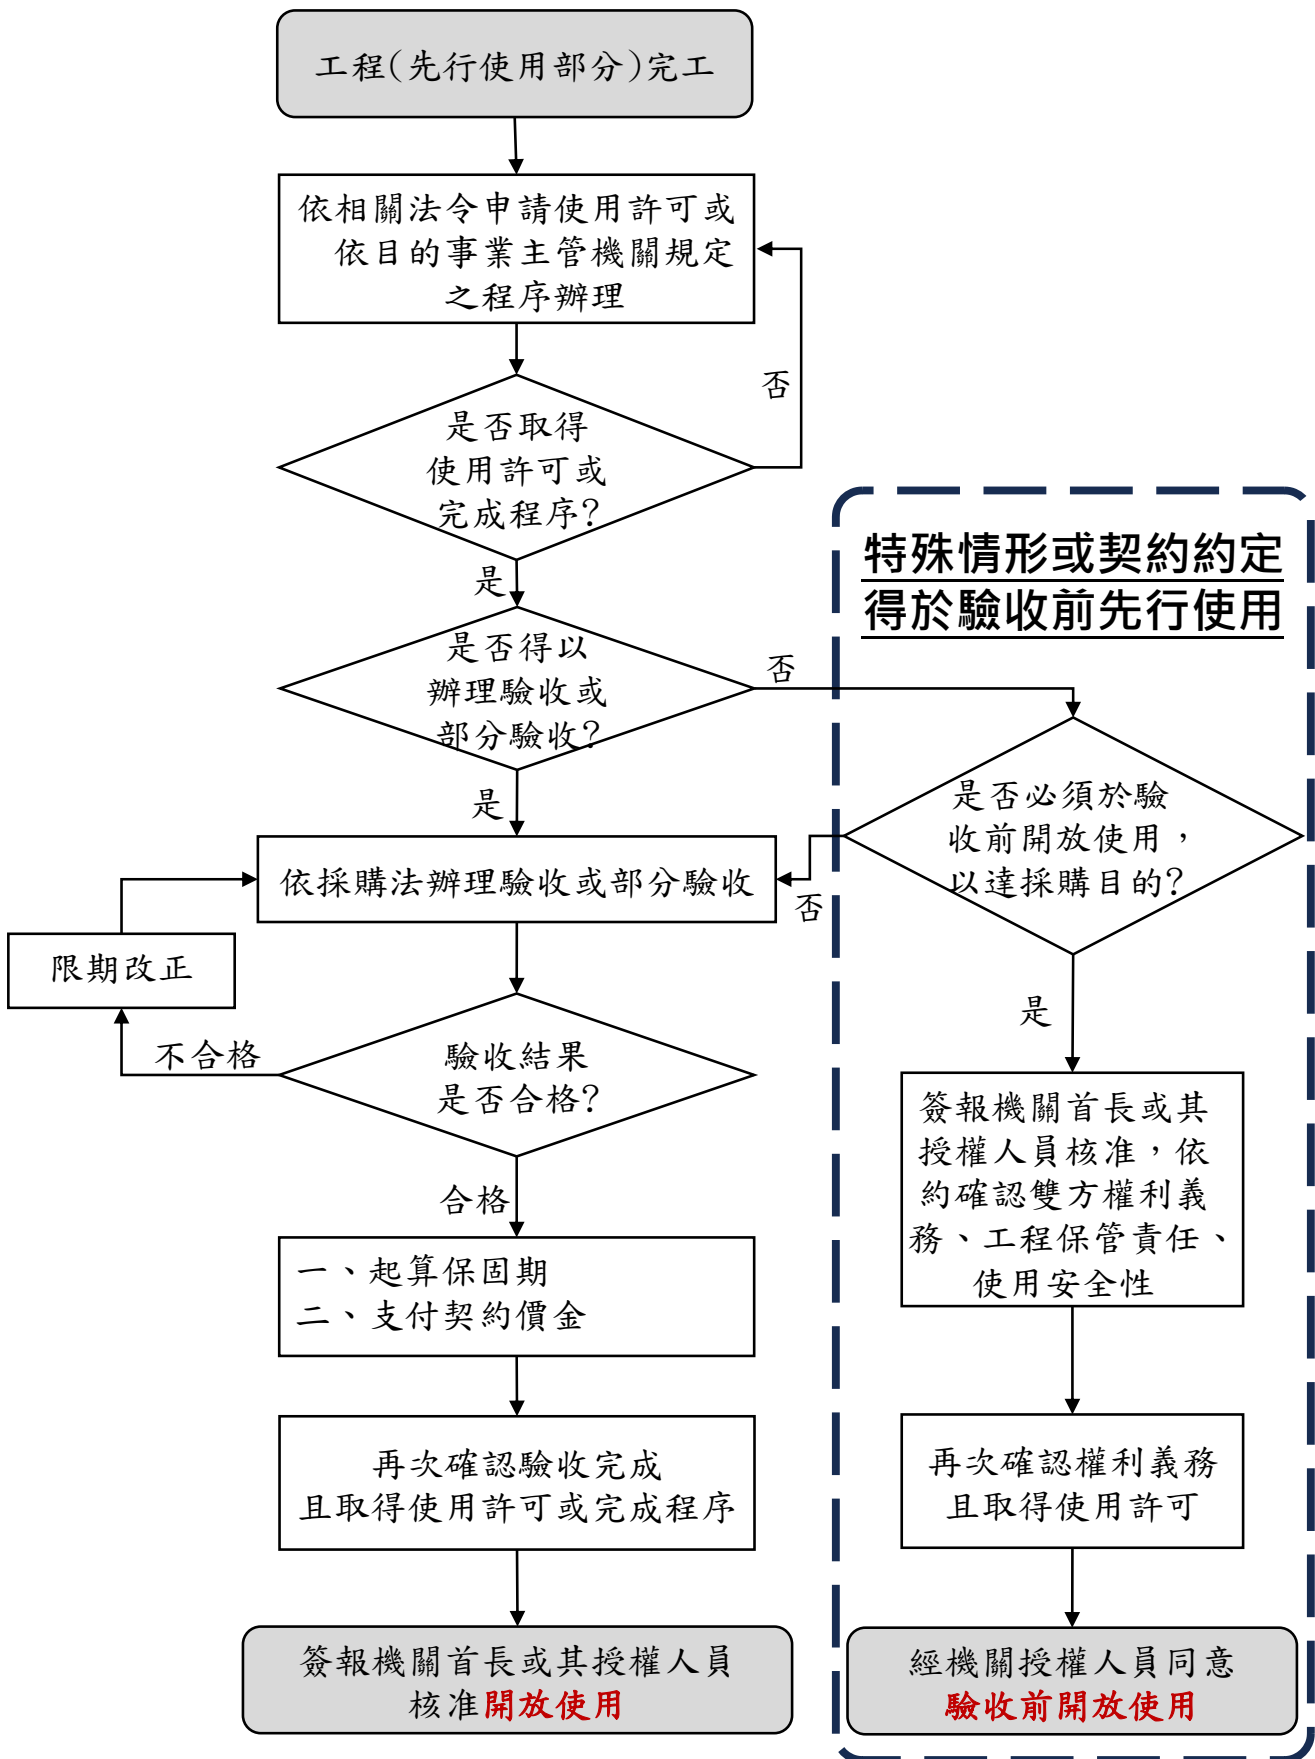 工程(先行使用部分)完工
依相關法令申請使用許可或
依目的事業主管機關規定
之程序辦理
否
是否取得
使用許可或
完成程序?
是
特殊情形或契約約定
得於驗收前先行使用
是否得以
辦理驗收或
部分驗收?
否
是
是否必須於驗
收前開放使用，
以達採購目的?
否
依採購法辦理驗收或部分驗收
限期改正
不合格
驗收結果
是否合格?
是
合格
簽報機關首長或其
授權人員核准，依
約確認雙方權利義
務、工程保管責任、
使用安全性
一、起算保固期
二、支付契約價金
再次確認驗收完成
且取得使用許可或完成程序
再次確認權利義務
且取得使用許可
簽報機關首長或其授權人員
核准開放使用
經機關授權人員同意
驗收前開放使用